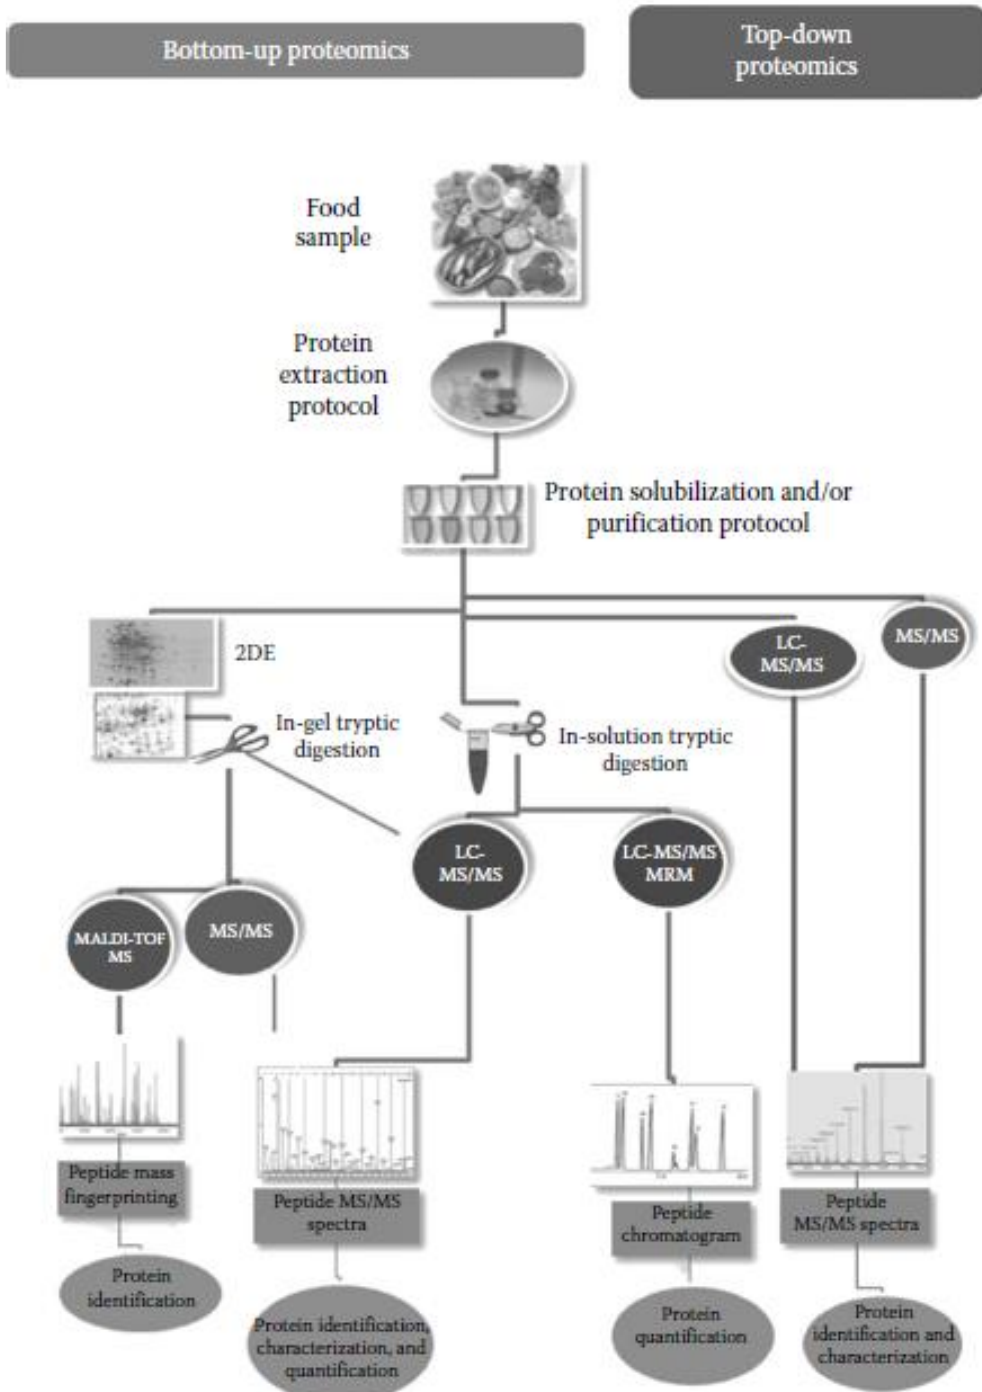 Bottom-up proteomics
Top-down
proteomics
Food
sample
Protein
extraction
protocol
Protein solubilization and/or
purification protocol
2DE
LC-
MS/MS
MS/MS
In-gel tryptic
digestion
In-solution tryptic
digestion
LC-
MS/MS
LC-MS/MS
MRM
MALDI-TOF
MS
MS/MS
Peptide mass
fingerprinting
Peptide MS/MS
spectra
Peptide
chromatogram
Peptide
MS/MS spectra
Protein
identification
Protein identification,
characterization, and
quantification
Protein
quantification
Protein
identification and
characterization